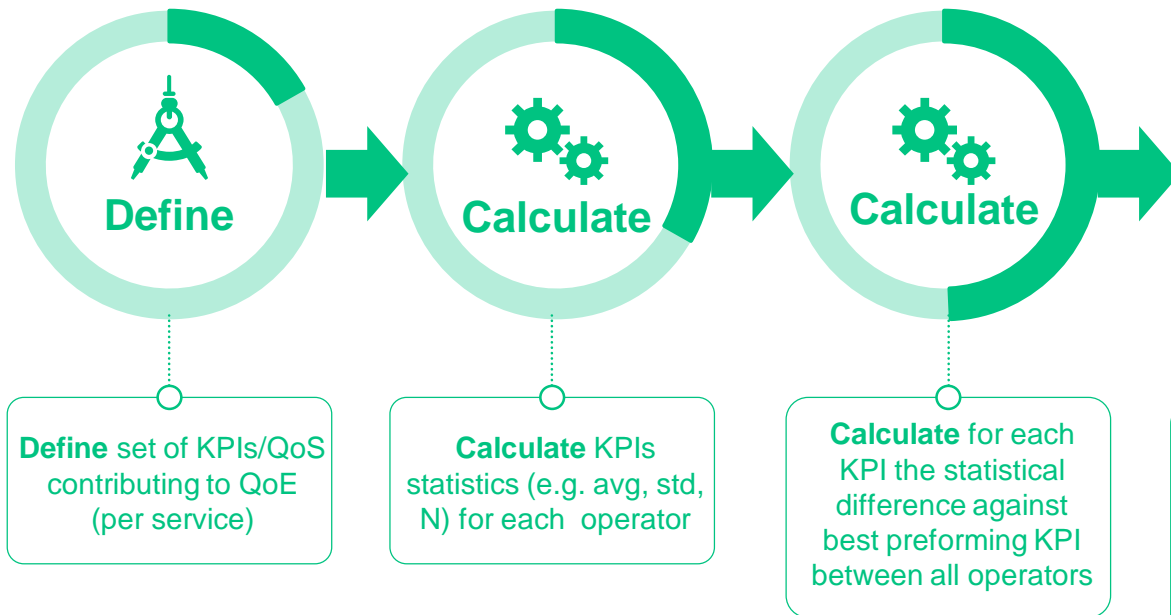 Define
Calculate
Calculate
Define set of KPIs/QoS
contributing to QoE
(per service)
Calculate KPIs
statistics (e.g. avg, std,
N) for each operator
Calculate for each
KPI the statistical
difference against
best preforming KPI
between all operators